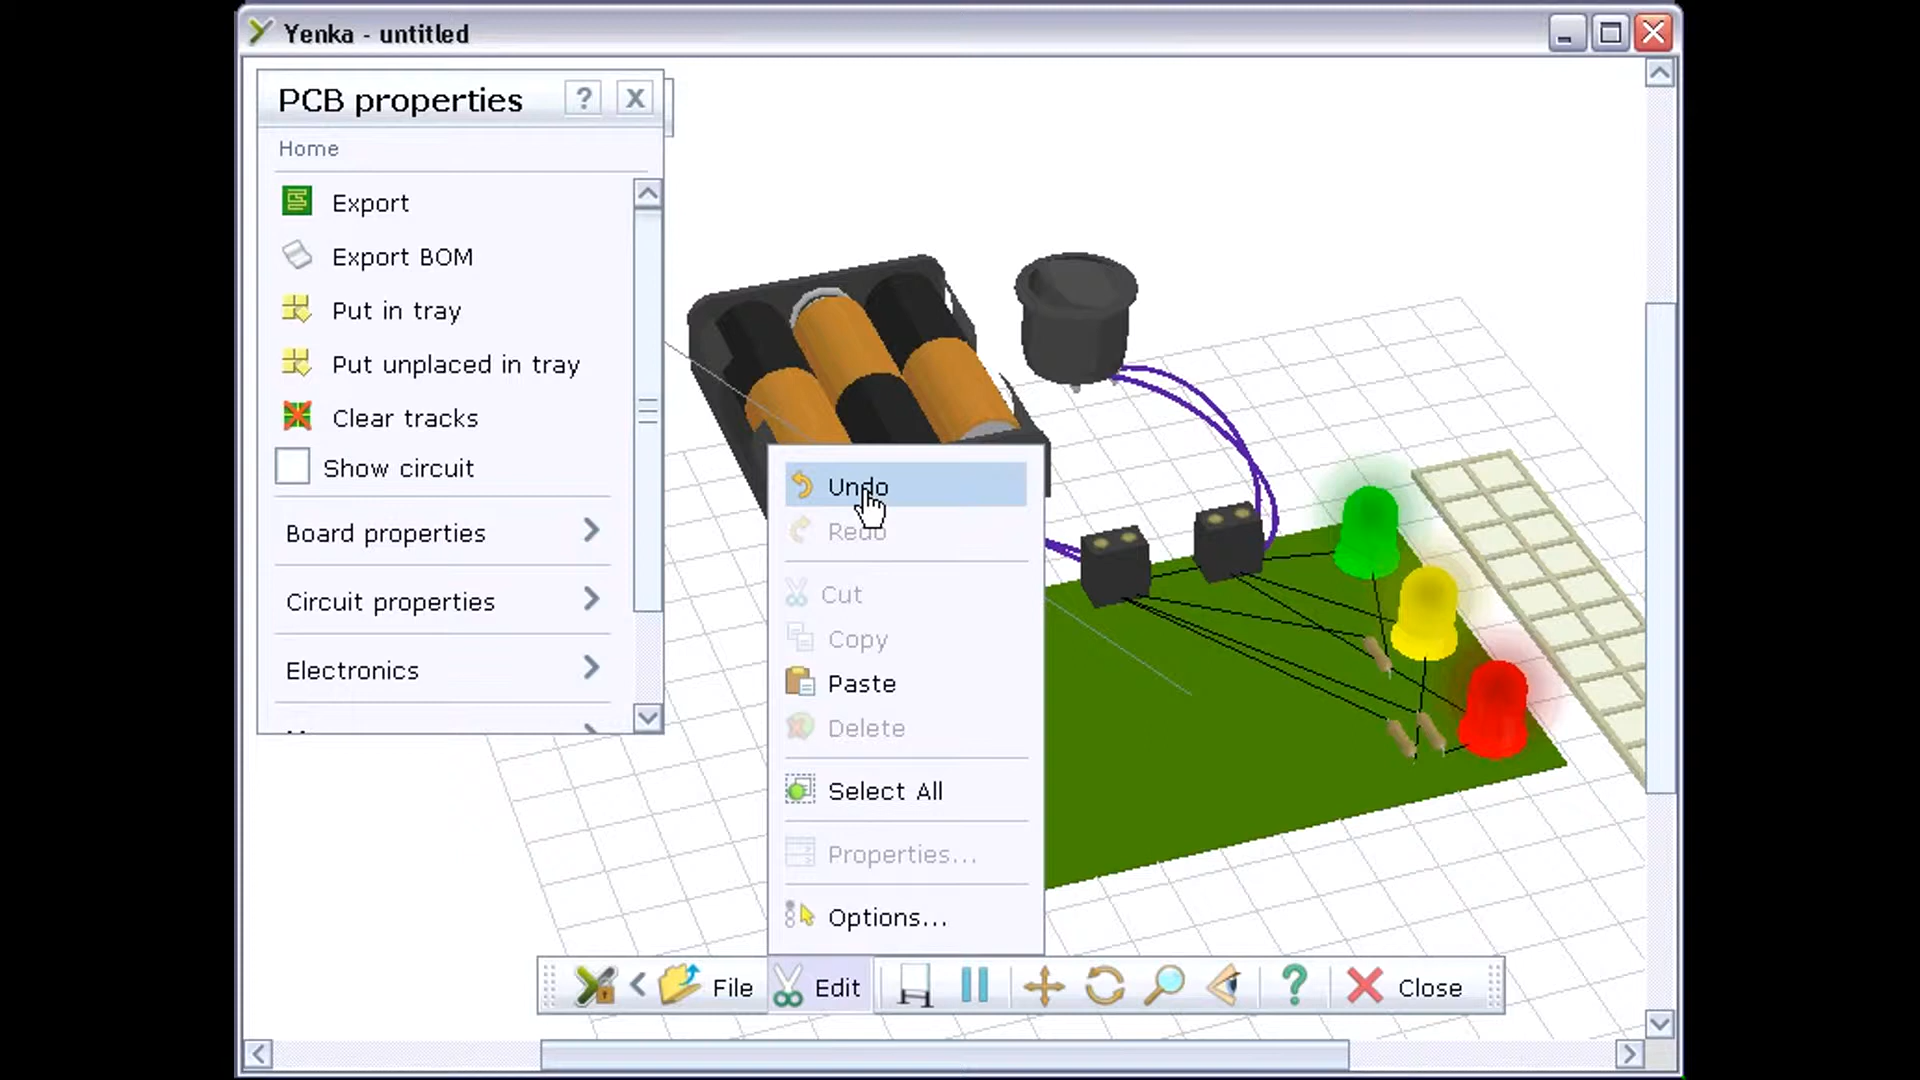 Yenka - untitled
PCB properties
?
X
Home
Export
Export BOM
Put in tray
Put unplaced in tray
Clear tracks
Show circuit
Board properties
Circuit properties
Electronics
Undo
Redo
Cut
Copy
Paste
Delete
Select All
Properties...
Options...
File
Edit
?
Close